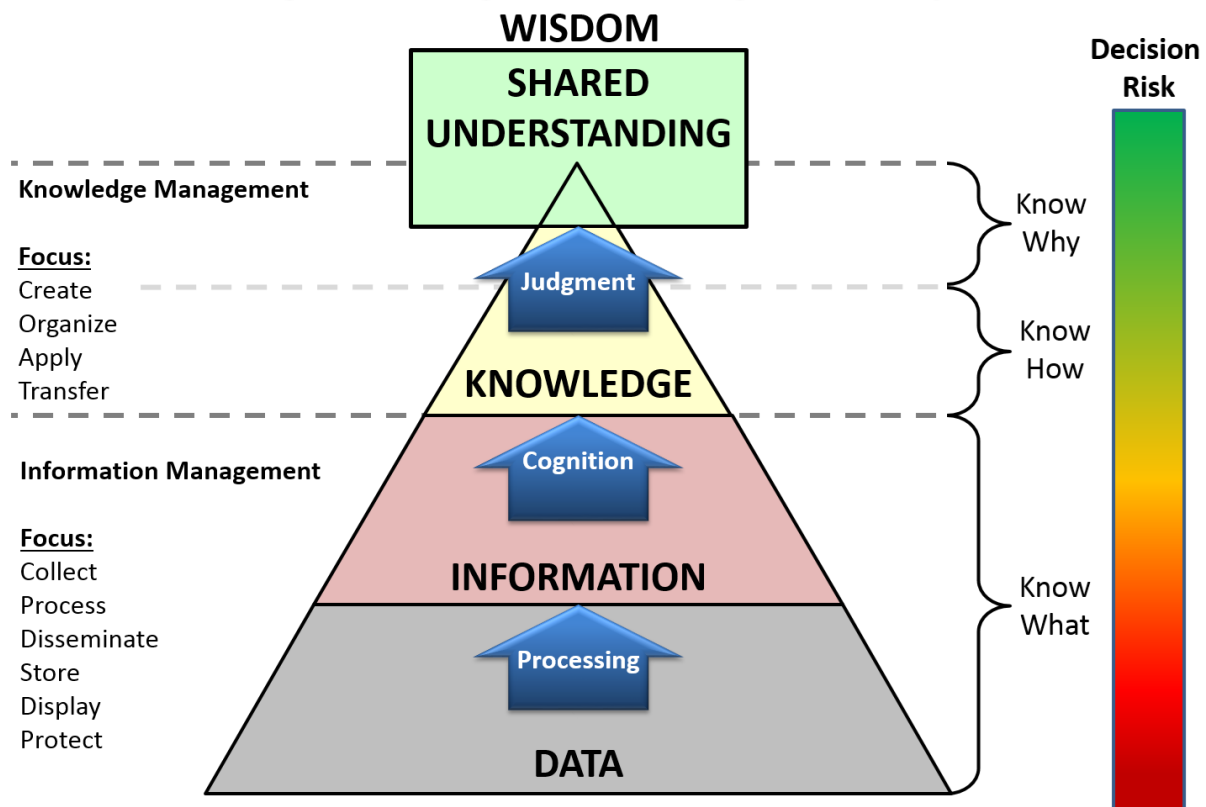 WISDOM
SHARED
UNDERSTANDING
Decision
Risk
Knowledge Management
Focus:
Create
Organize
Apply
Transfer
Judgment
KNOWLEDGE
Know
Why
Know
How
Information Management
Focus:
Collect
Process
Disseminate
Store
Display
Protect
Cognition
INFORMATION
Processing
DATA
Know
What